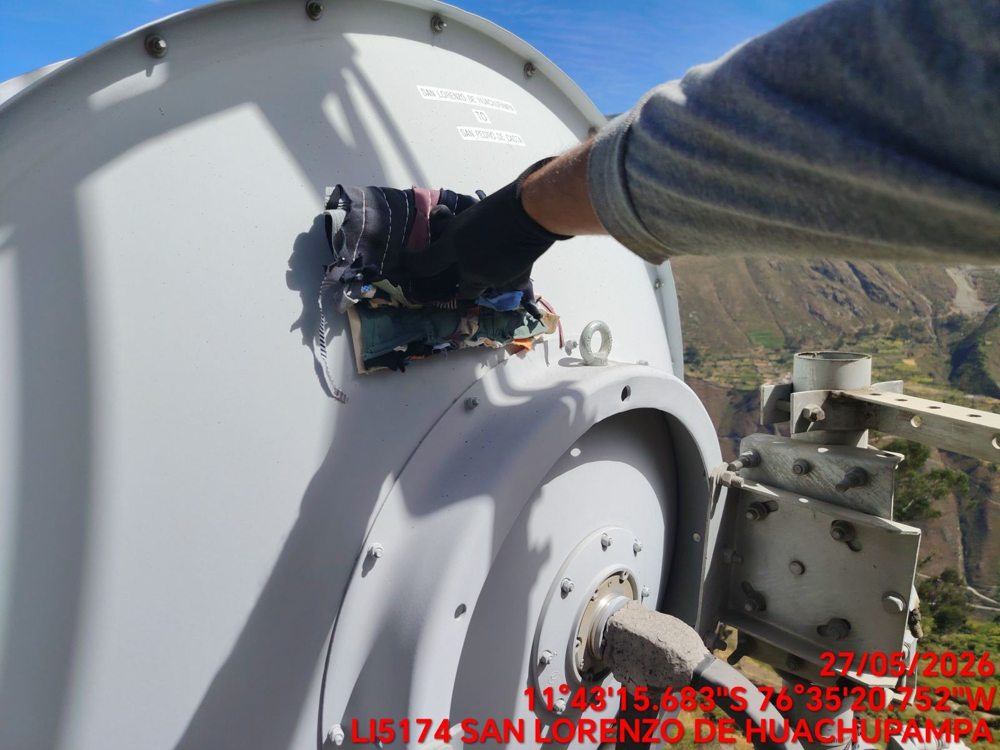 SAN LORENZO DE HUACHUPAMPA
TO
SAN PEDRO DE CASTA
27/05/2026
11°43'15.683"S 76°35'20.752"W
LI5174 SAN LORENZO DE HUACHUPAMPA